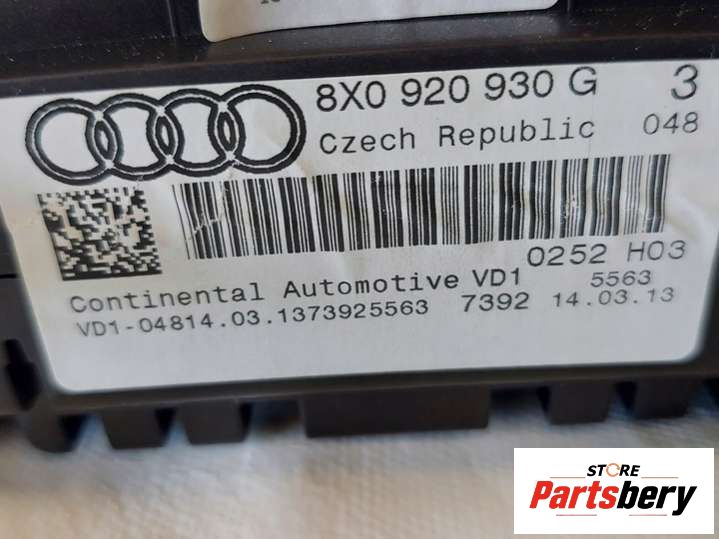 8X0 920 930 G 3
Czech Republic 048
0252 H03
Continental Automotive VD1 5563
VD1-04814.03.1373925563 7392 14.03.13
STORE
Partsbery